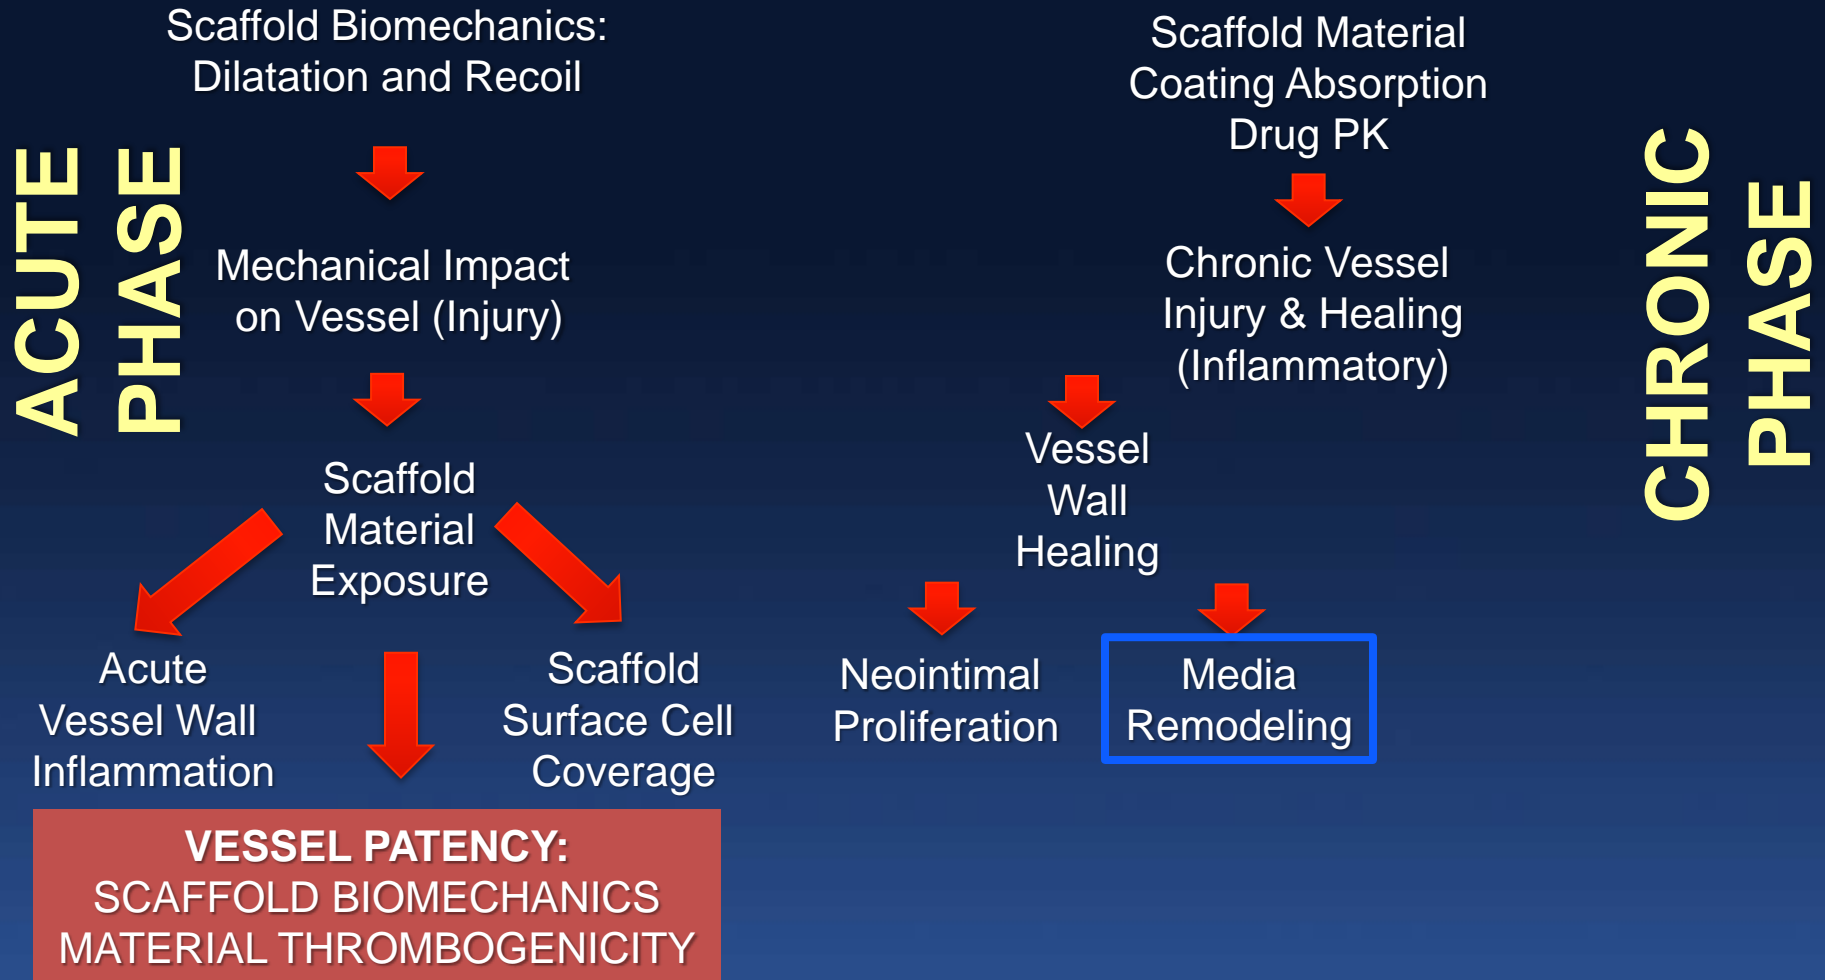 Scaffold Biomechanics:
Dilatation and Recoil
ACUTE
PHASE
Mechanical Impact
on Vessel (Injury)
Scaffold
Material
Exposure
Acute
Vessel Wall
Inflammation
Scaffold
Surface Cell
Coverage
VESSEL PATENCY:
SCAFFOLD BIOMECHANICS
MATERIAL THROMBOGENICITY
Scaffold Material
Coating Absorption
Drug PK
CHRONIC
PHASE
Chronic Vessel
Injury & Healing
(Inflammatory)
Vessel
Wall
Healing
Neointimal
Proliferation
Media
Remodeling